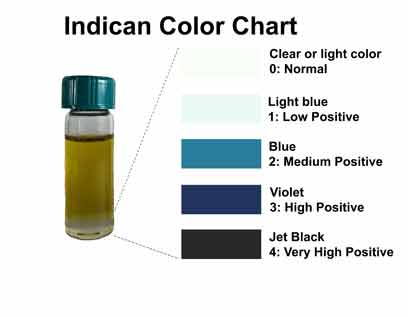 Indican Color Chart
Clear or light color
0: Normal
Light blue
1: Low Positive
Blue
2: Medium Positive
Violet
3: High Positive
Jet Black
4: Very High Positive